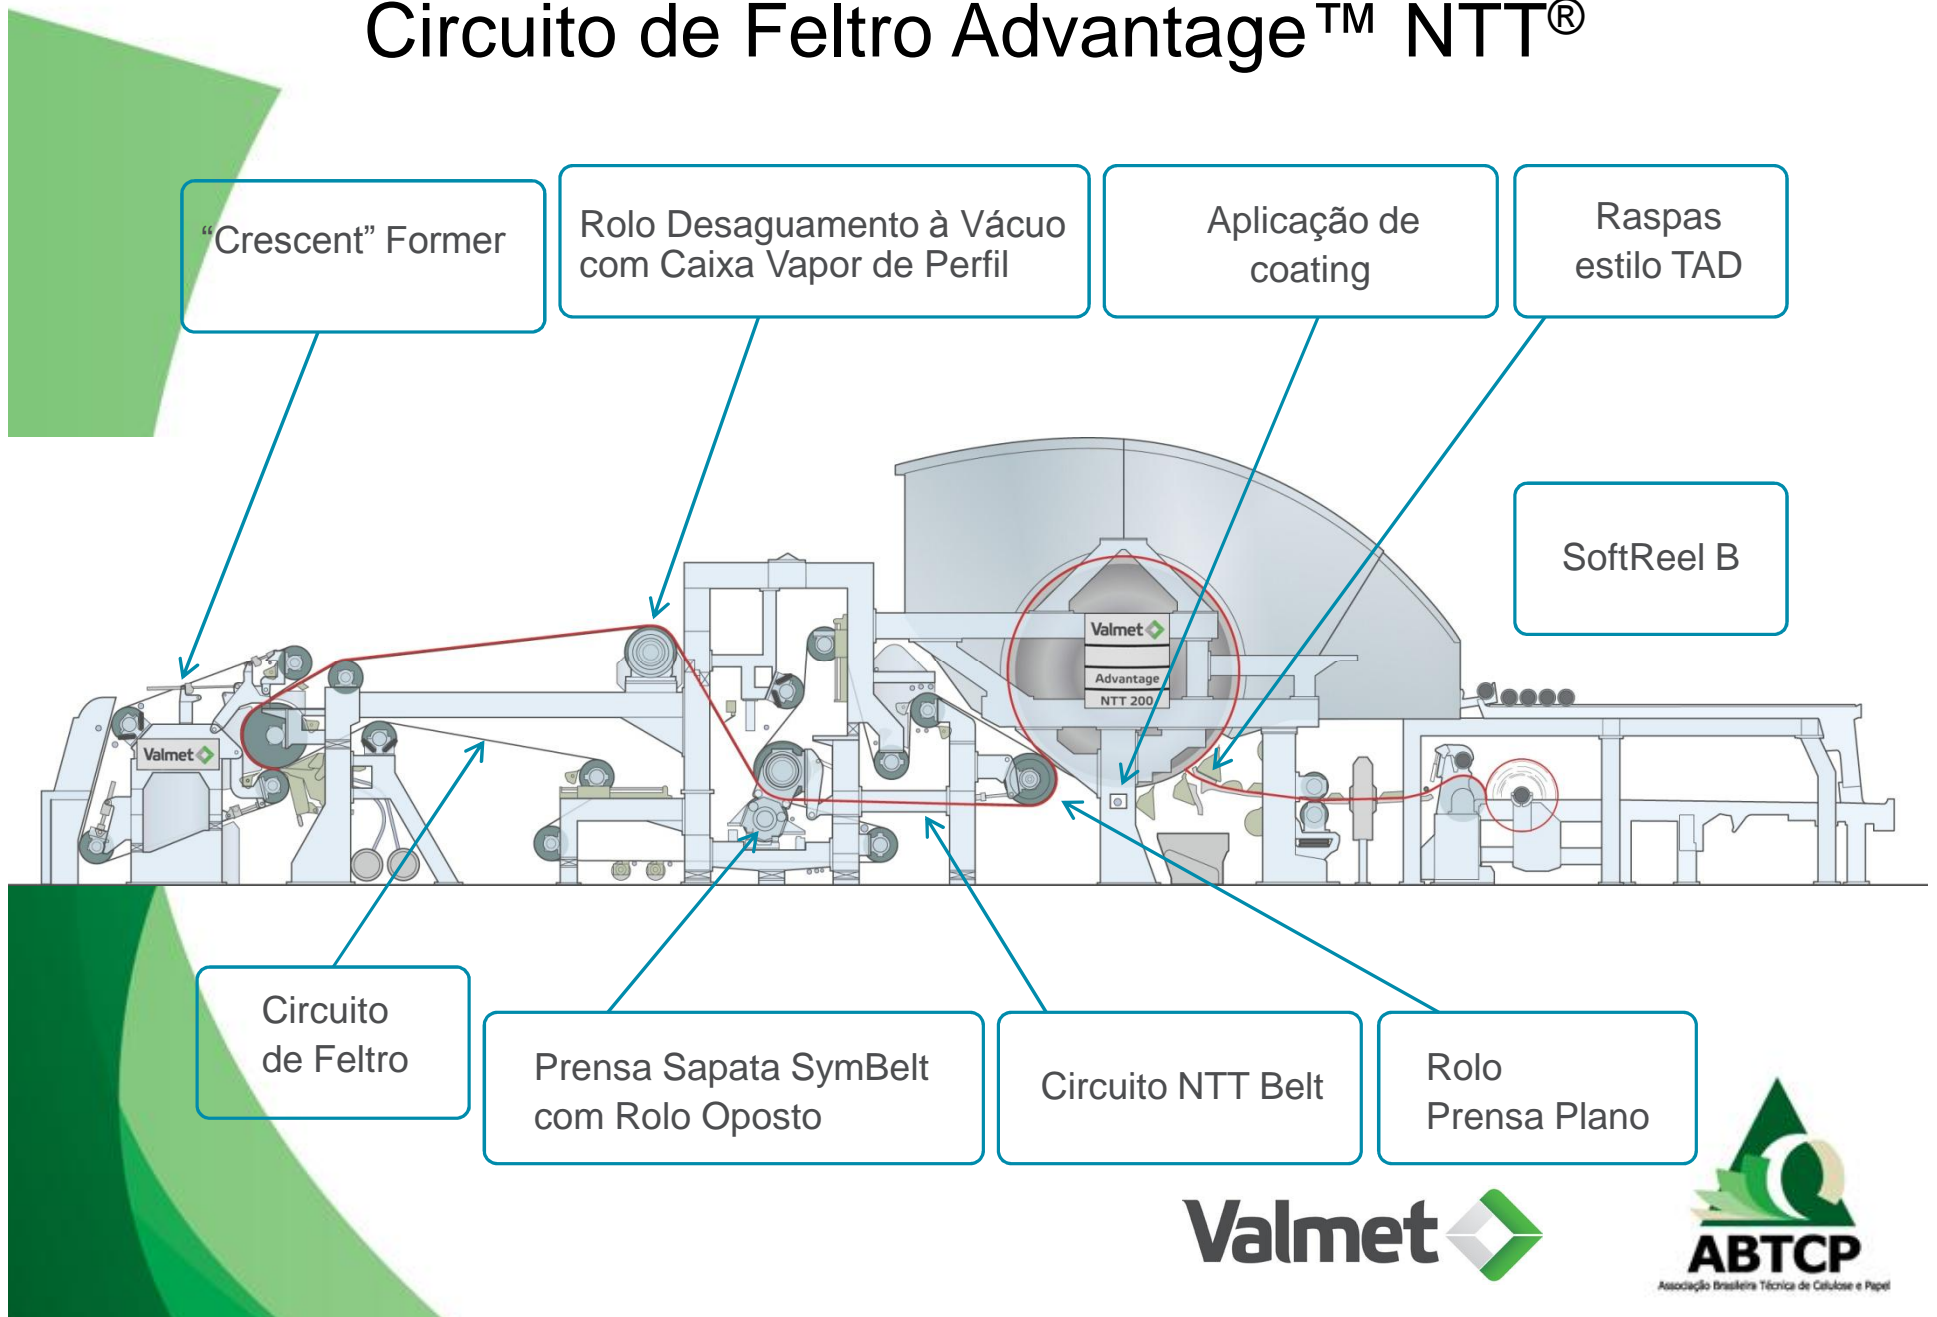 Circuito de Feltro Advantage™ NTT®
“Crescent” Former
Rolo Desaguamento à Vácuo
com Caixa Vapor de Perfil
Aplicação de
coating
Raspas
estilo TAD
SoftReel B
Valmet
Advantage
NTT 200
Valmet
Circuito
de Feltro
Prensa Sapata SymBelt
com Rolo Oposto
Circuito NTT Belt
Rolo
Prensa Plano
Valmet
ABTCP
Associação Brasileira Técnica de Celulose e Papel